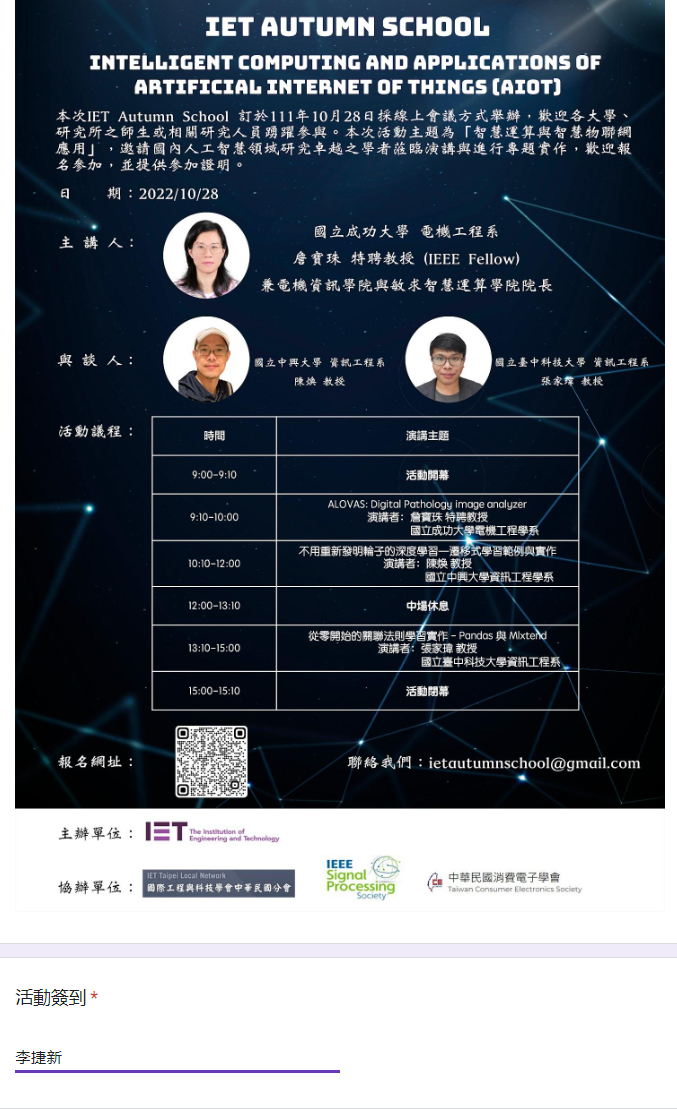 IET AUTUMN SCHOOL
INTELLIGENT COMPUTING AND APPLICATIONS OF
ARTIFICIAL INTERNET OF THINGS (AIOT)
本次IET Autumn School 訂於111年10月28日採線上會議方式舉辦，歡迎各大學、
研究所之師生或相關研究人員踴躍參與。本次活動主題為「智慧運算與智慧物聯網
應用」，邀請國內人工智慧領域研究卓越之學者蒞臨演講與進行專題實作，歡迎報
名參加，並提供參加證明。
日 期：2022/10/28
主講人：
國立成功大學 電機工程系
詹寶珠 特聘教授 (IEEE Fellow)
兼電機資訊學院與敏求智慧運算學院院長
與談人：
國立中興大學 資訊工程系
陳煥 教授
國立臺中科技大學 資訊工程系
張家瑋 教授
活動議程：
時間 演講主題
9:00-9:10 活動開幕
9:10-10:00 ALOVAS: Digital Pathology image analyzer
演講者：詹寶珠 特聘教授
國立成功大學電機工程學系
10:10-12:00 不用重新發明輪子的深度學習—遷移式學習範例與實作
演講者：陳煥 教授
國立中興大學資訊工程學系
12:00-13:10 中場休息
13:10-15:00 從零開始的關聯法則學習實作 - Pandas 與 Mlxtend
演講者：張家瑋 教授
國立臺中科技大學資訊工程系
15:00-15:10 活動閉幕
報名網址：
聯絡我們：ietautumnschool@gmail.com
主辦單位：
IET The Institution of
Engineering and Technology
協辦單位：
IET Taipei Local Network
國際工程與科技學會中華民國分會
IEEE
Signal
Processing
Society
CE
中華民國消費電子學會
Taiwan Consumer Electronics Society
活動簽到 *
李捷新